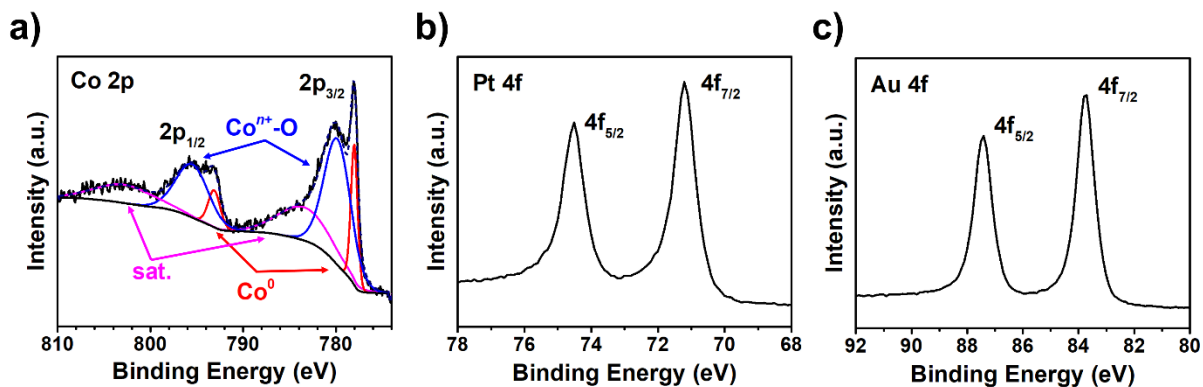 a)
Co 2p
2p1/2
Coⁿ⁺-O
2p3/2
sat.
Co⁰
Intensity (a.u.)
810 800 790 780
Binding Energy (eV)
b)
Pt 4f
4f5/2
4f7/2
Intensity (a.u.)
78 76 74 72 70 68
Binding Energy (eV)
c)
Au 4f
4f5/2
4f7/2
Intensity (a.u.)
92 90 88 86 84 82 80
Binding Energy (eV)